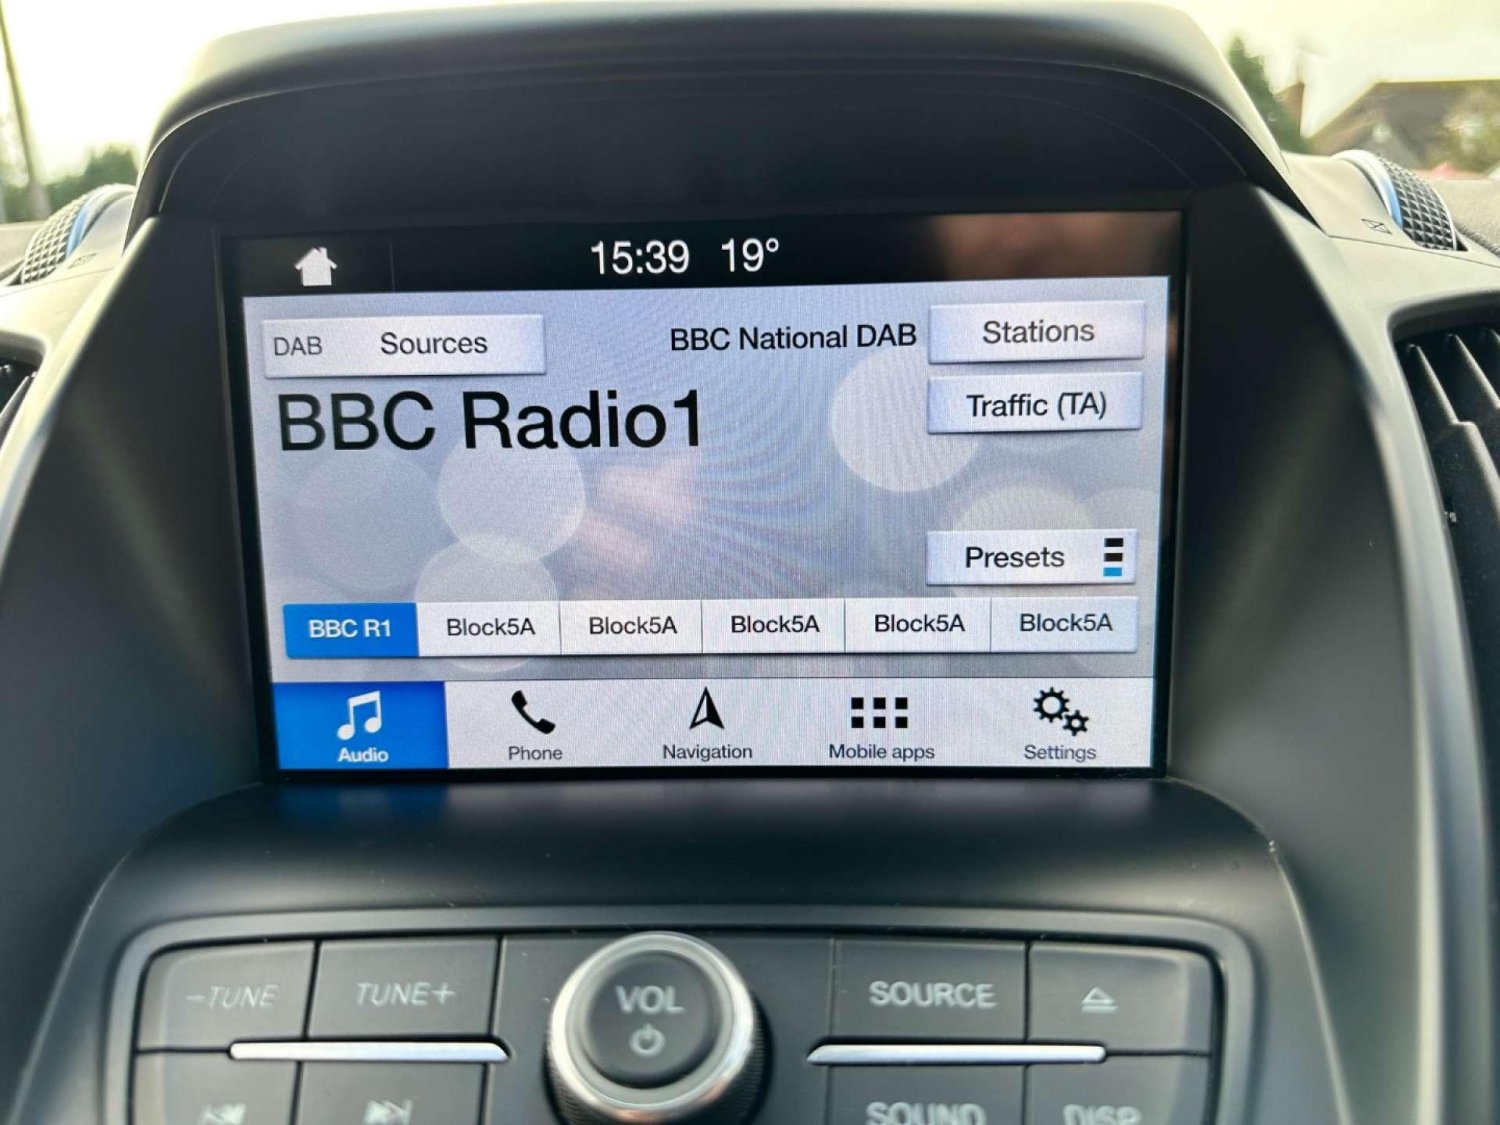 15:39 19°
DAB Sources
BBC National DAB
Stations
BBC Radio1
Traffic (TA)
Presets
BBC R1 Block5A Block5A Block5A Block5A Block5A
Audio Phone Navigation Mobile apps Settings
-TUNE TUNE+ VOL SOURCE
SOUND DISP